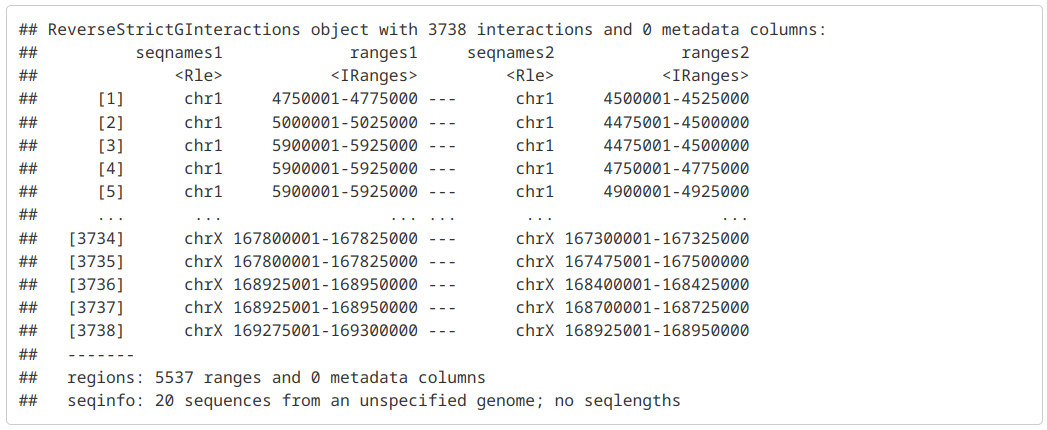 ## ReverseStrictGInteractions object with 3738 interactions and 0 metadata columns:
##          seqnames1             ranges1     seqnames2             ranges2
##              <Rle>           <IRanges>         <Rle>           <IRanges>
##      [1]      chr1     4750001-4775000 ---      chr1     4500001-4525000
##      [2]      chr1     5000001-5025000 ---      chr1     4475001-4500000
##      [3]      chr1     5900001-5925000 ---      chr1     4475001-4500000
##      [4]      chr1     5900001-5925000 ---      chr1     4750001-4775000
##      [5]      chr1     5900001-5925000 ---      chr1     4900001-4925000
##      ...       ...                 ... ...       ...                 ...
##   [3734]      chrX 167800001-167825000 ---      chrX 167300001-167325000
##   [3735]      chrX 167800001-167825000 ---      chrX 167475001-167500000
##   [3736]      chrX 168925001-168950000 ---      chrX 168400001-168425000
##   [3737]      chrX 168925001-168950000 ---      chrX 168700001-168725000
##   [3738]      chrX 169275001-169300000 ---      chrX 168925001-168950000
##   -------
##   regions: 5537 ranges and 0 metadata columns
##   seqinfo: 20 sequences from an unspecified genome; no seqlengths